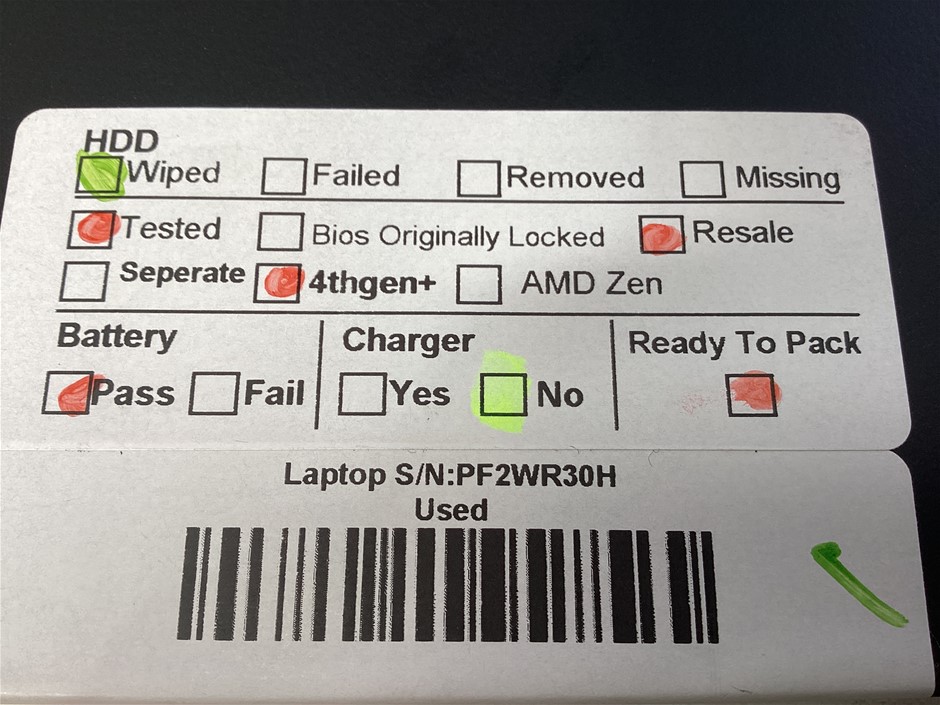 HDD
Wiped Failed Removed Missing
Tested Bios Originally Locked Resale
Seperate 4thgen+ AMD Zen
Battery Charger Ready To Pack
Pass Fail Yes No
Laptop S/N:PF2WR30H
Used